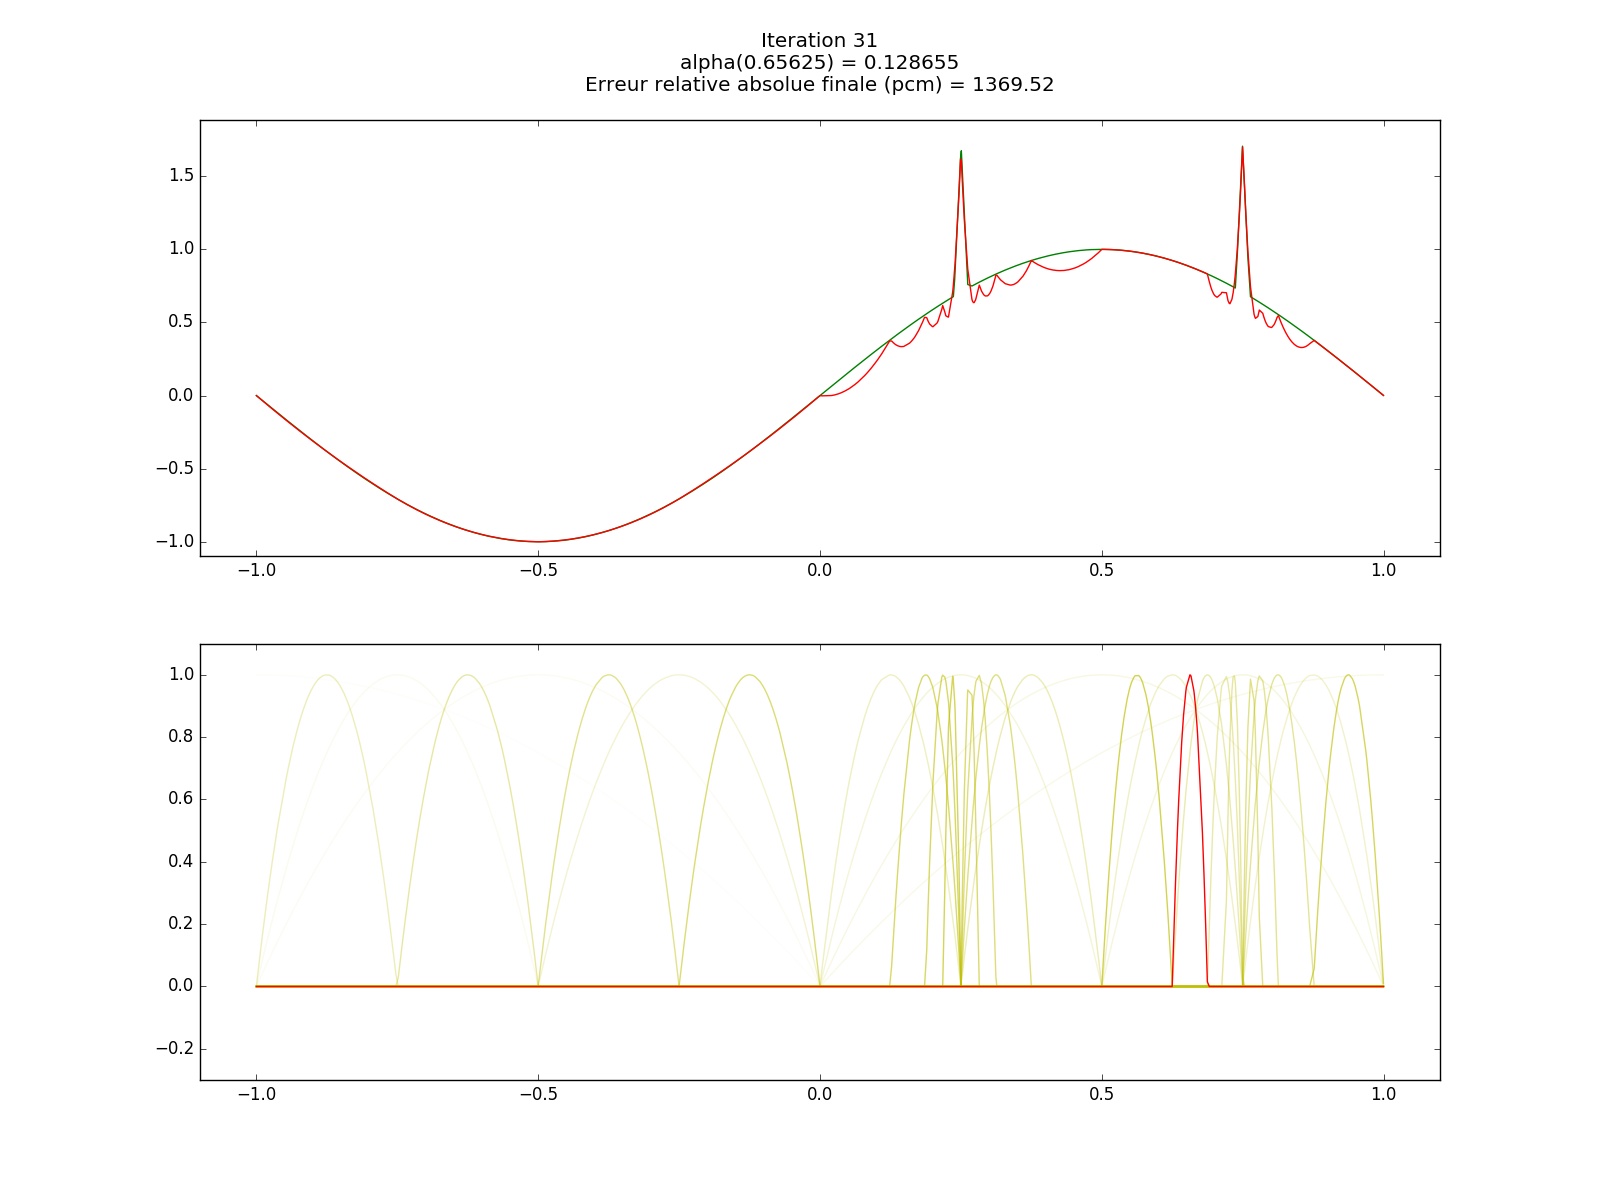 Iteration 31
alpha(0.65625) = 0.128655
Erreur relative absolue finale (pcm) = 1369.52
1.5
1.0
0.5
0.0
−0.5
−1.0
−1.0 −0.5 0.0 0.5 1.0
1.0
0.8
0.6
0.4
0.2
0.0
−0.2
−1.0 −0.5 0.0 0.5 1.0